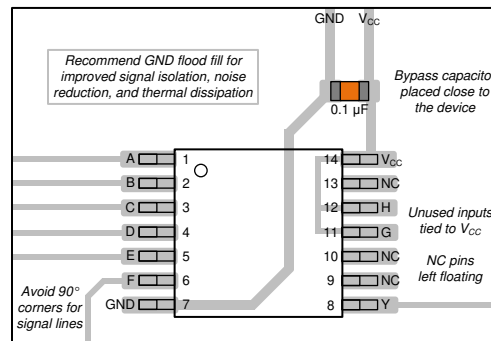 GND VCC
Recommend GND flood fill for
improved signal isolation, noise
reduction, and thermal dissipation
Bypass capacitor
placed close to
the device
0.1 µF
A 1 14 VCC
B 2 13 NC
C 3 12 H
D 4 11 G
E 5 10 NC
F 6 9 NC
GND 7 8 Y
Unused inputs
tied to VCC
NC pins
left floating
Avoid 90°
corners for
signal lines